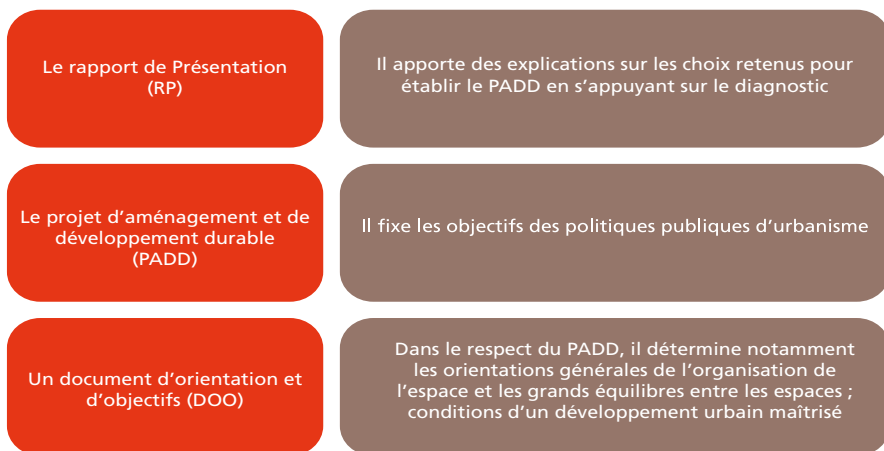 Le rapport de Présentation
(RP)
Il apporte des explications sur les choix retenus pour
établir le PADD en s’appuyant sur le diagnostic
Le projet d’aménagement et de
développement durable
(PADD)
Il fixe les objectifs des politiques publiques d’urbanisme
Un document d’orientation et
d’objectifs (DOO)
Dans le respect du PADD, il détermine notamment
les orientations générales de l’organisation de
l’espace et les grands équilibres entre les espaces ;
conditions d’un développement urbain maîtrisé